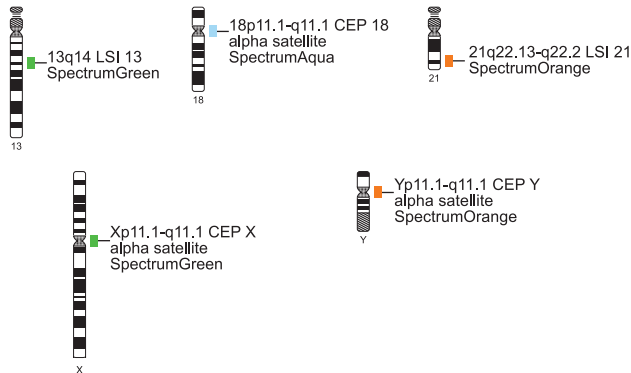 13q14 LSI 13
SpectrumGreen
13
18p11.1-q11.1 CEP 18
alpha satellite
SpectrumAqua
18
21q22.13-q22.2 LSI 21
SpectrumOrange
21
Xp11.1-q11.1 CEP X
alpha satellite
SpectrumGreen
X
Yp11.1-q11.1 CEP Y
alpha satellite
SpectrumOrange
Y